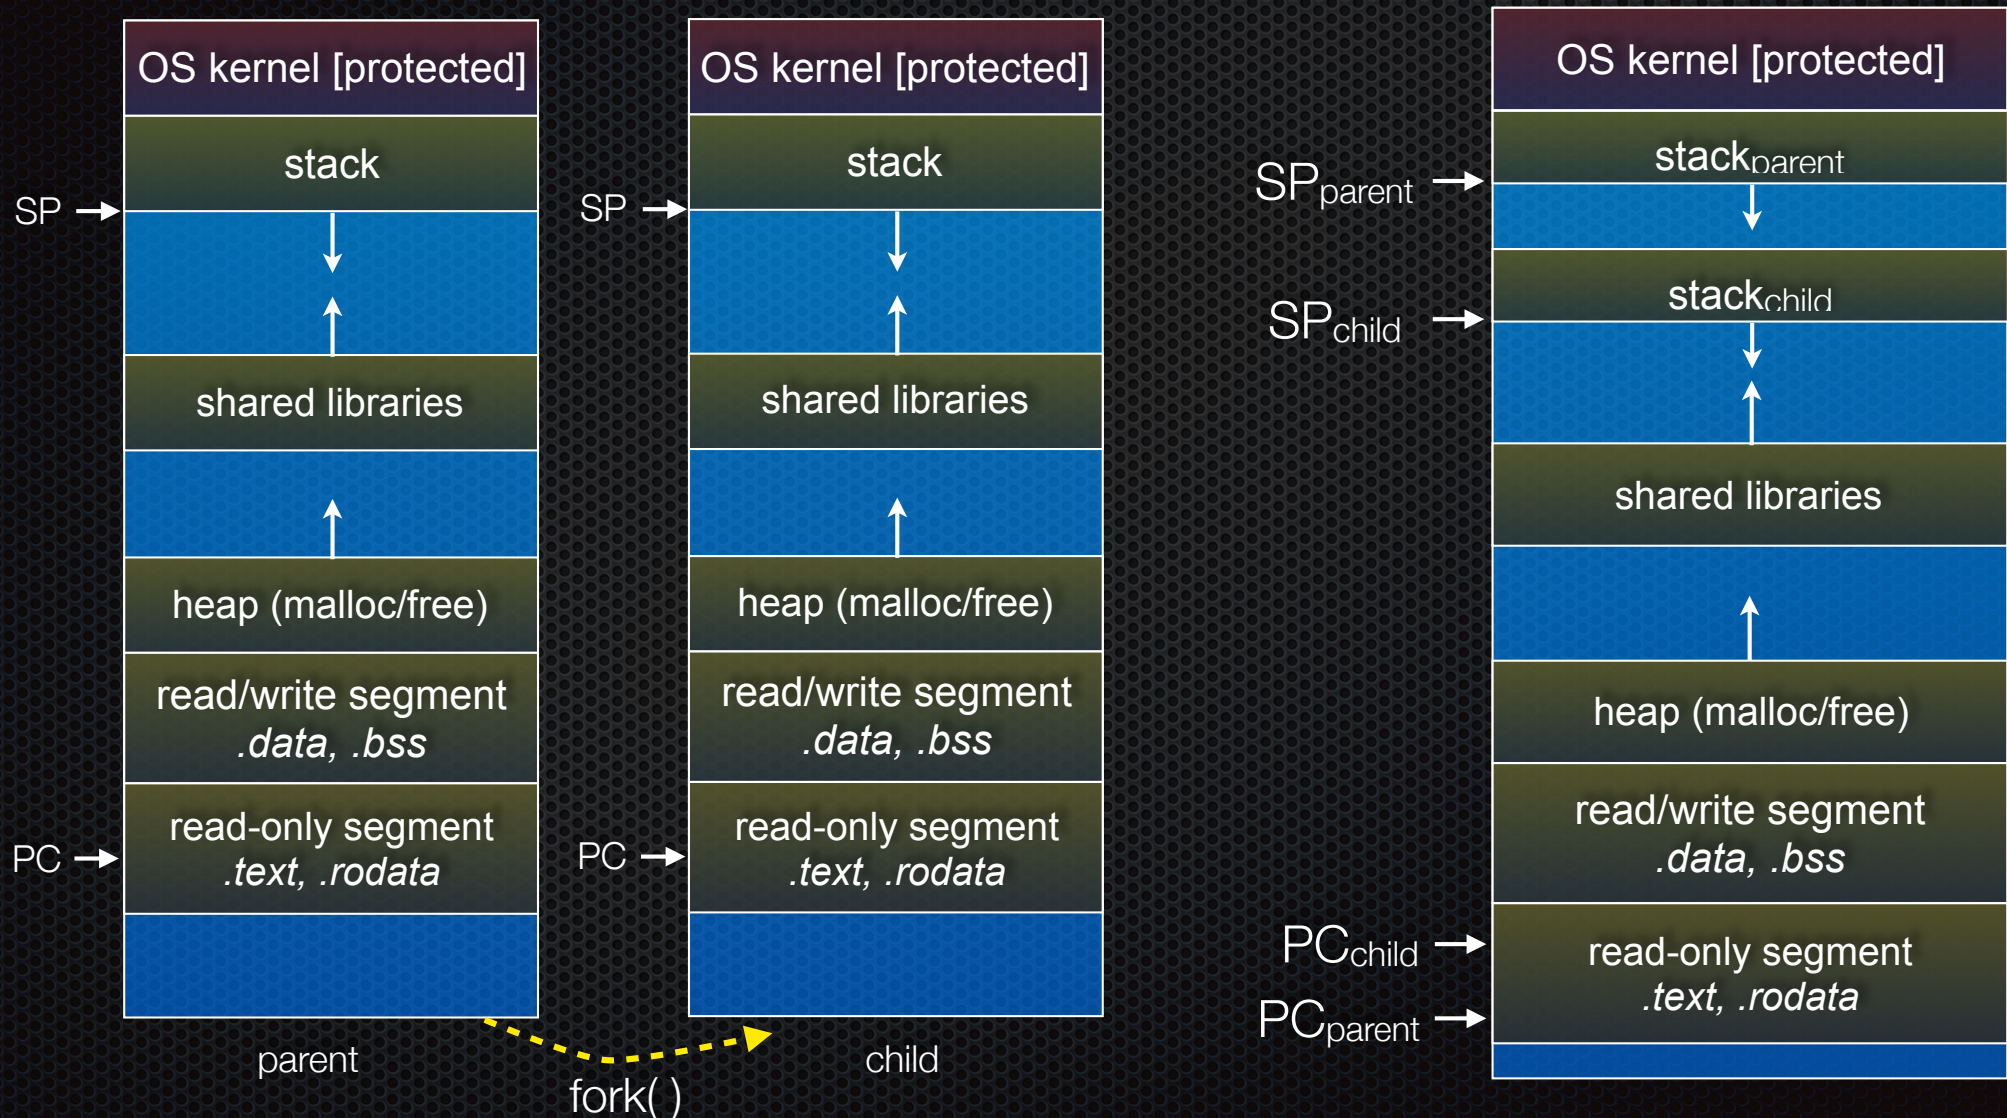 OS kernel [protected]
stack
SP
shared libraries
heap (malloc/free)
read/write segment
.data, .bss
read-only segment
.text, .rodata
PC
parent
fork( )
OS kernel [protected]
stack
SP
shared libraries
heap (malloc/free)
read/write segment
.data, .bss
read-only segment
.text, .rodata
PC
child
OS kernel [protected]
stackparent
SPparent
stackchild
SPchild
shared libraries
heap (malloc/free)
read/write segment
.data, .bss
PCchild
read-only segment
.text, .rodata
PCparent